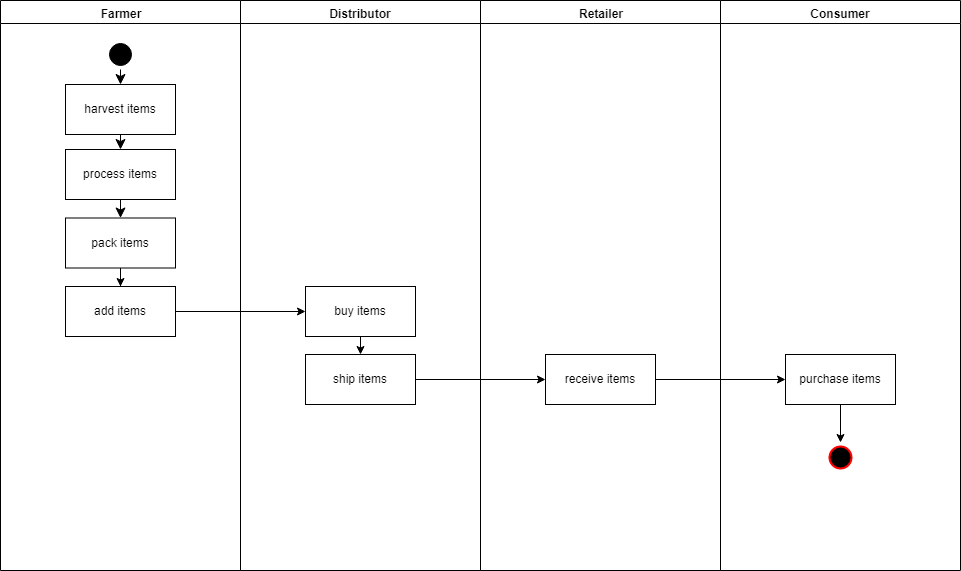 Farmer
Distributor
Retailer
Consumer
harvest items
process items
pack items
add items
buy items
ship items
receive items
purchase items